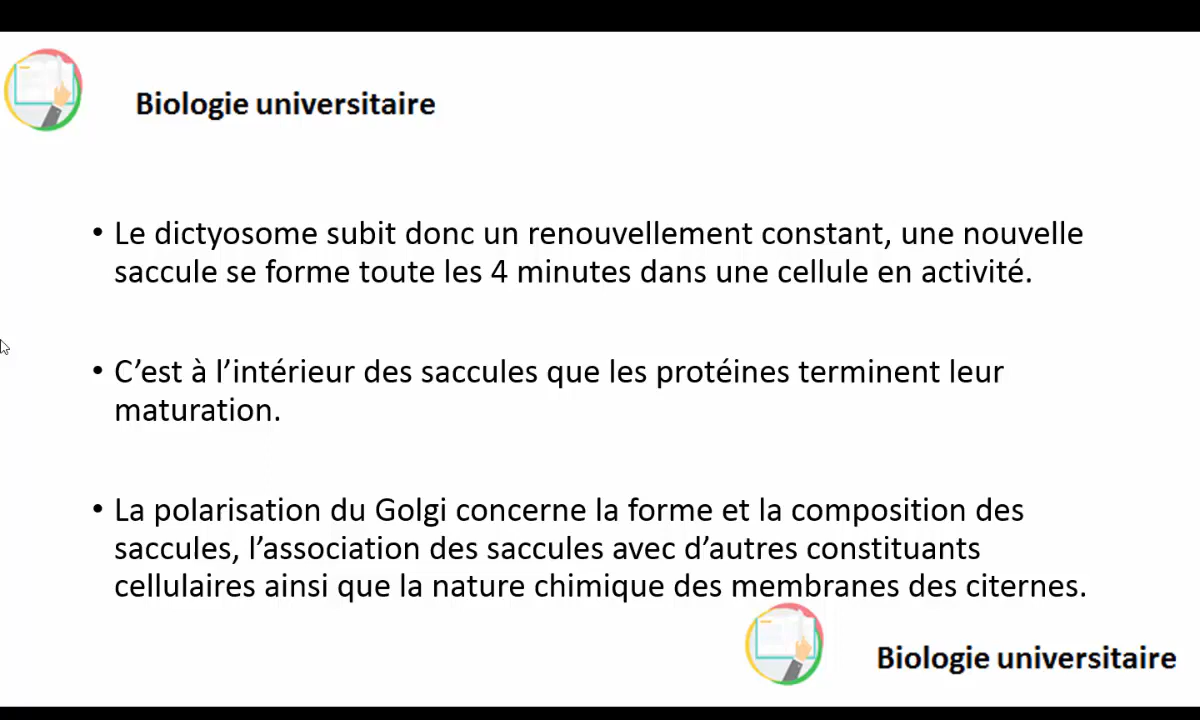 Biologie universitaire
• Le dictyosome subit donc un renouvellement constant, une nouvelle
saccule se forme toute les 4 minutes dans une cellule en activité.
• C’est à l’intérieur des saccules que les protéines terminent leur
maturation.
• La polarisation du Golgi concerne la forme et la composition des
saccules, l’association des saccules avec d’autres constituants
cellulaires ainsi que la nature chimique des membranes des citernes.
Biologie universitaire